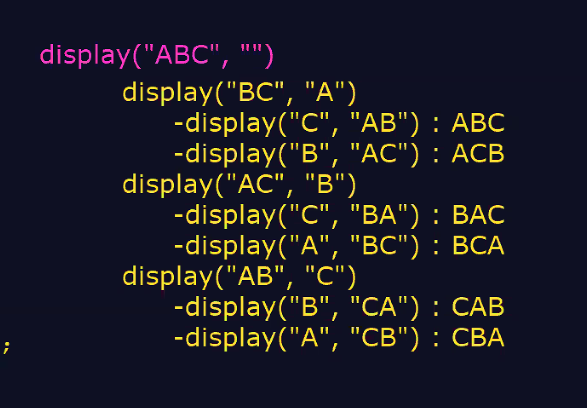 display("ABC", "")
display("BC", "A")
-display("C", "AB") : ABC
-display("B", "AC") : ACB
display("AC", "B")
-display("C", "BA") : BAC
-display("A", "BC") : BCA
display("AB", "C")
-display("B", "CA") : CAB
-display("A", "CB") : CBA
;